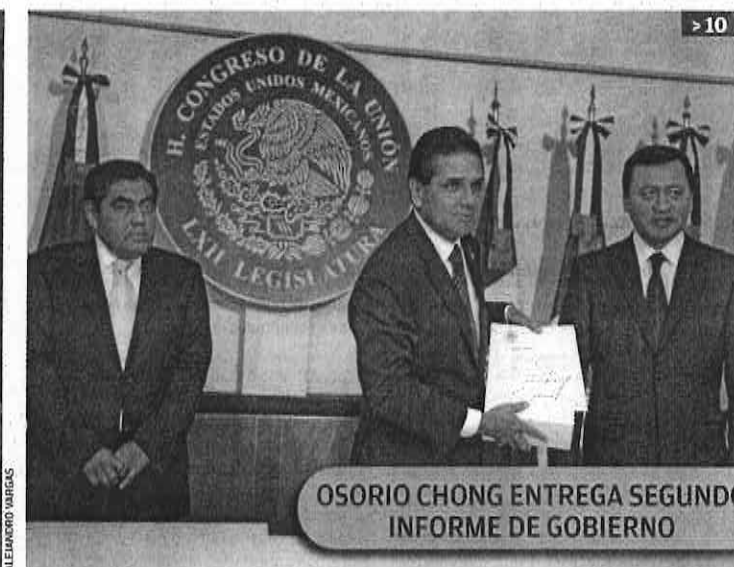 >10
H. CONGRESO DE LA UNIÓN
ESTADOS UNIDOS MEXICANOS
LXII LEGISLATURA
OSORIO CHONG ENTREGA SEGUNDO
INFORME DE GOBIERNO
ALEJANDRO VARGAS